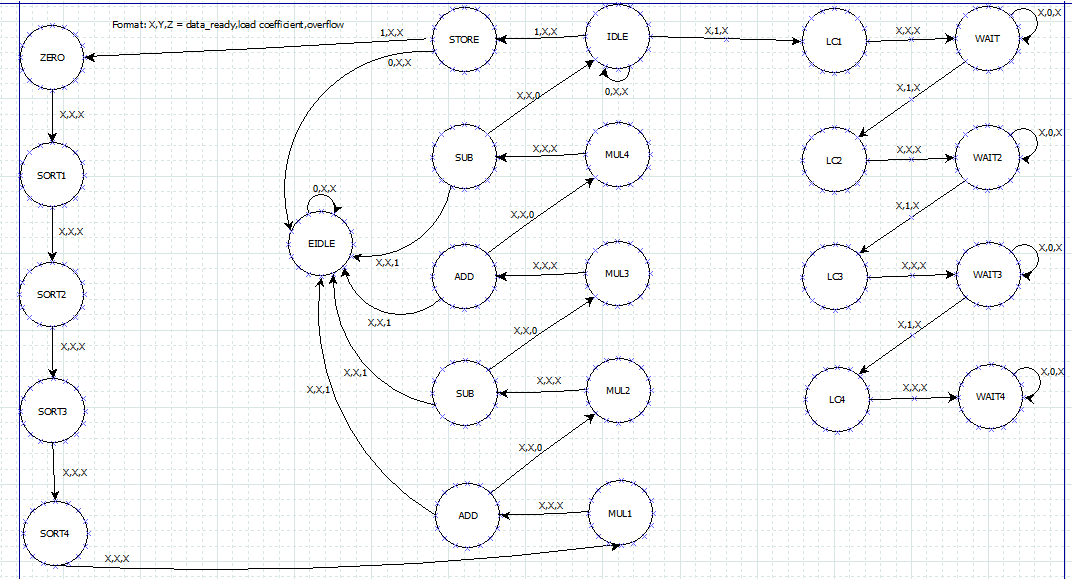 Format: X,Y,Z = data_ready,load coefficient,overflow
ZERO
STORE
IDLE
LC1
WAIT
1,X,X
1,X,X
X,1,X
X,X,X
X,0,X
0,X,X
0,X,X
X,X,X
X,X,0
X,1,X
SORT1
SUB
MUL4
LC2
WAIT2
X,X,X
X,X,X
X,0,X
0,X,X
X,X,X
X,X,0
X,1,X
EIDLE
X,X,1
SORT2
ADD
MUL3
LC3
WAIT3
X,X,X
X,X,X
X,0,X
X,X,1
X,X,X
X,X,0
X,1,X
X,X,1
X,X,1
SORT3
SUB
MUL2
LC4
WAIT4
X,X,X
X,X,X
X,0,X
X,X,X
X,X,0
SORT4
ADD
MUL1
X,X,X
X,X,X